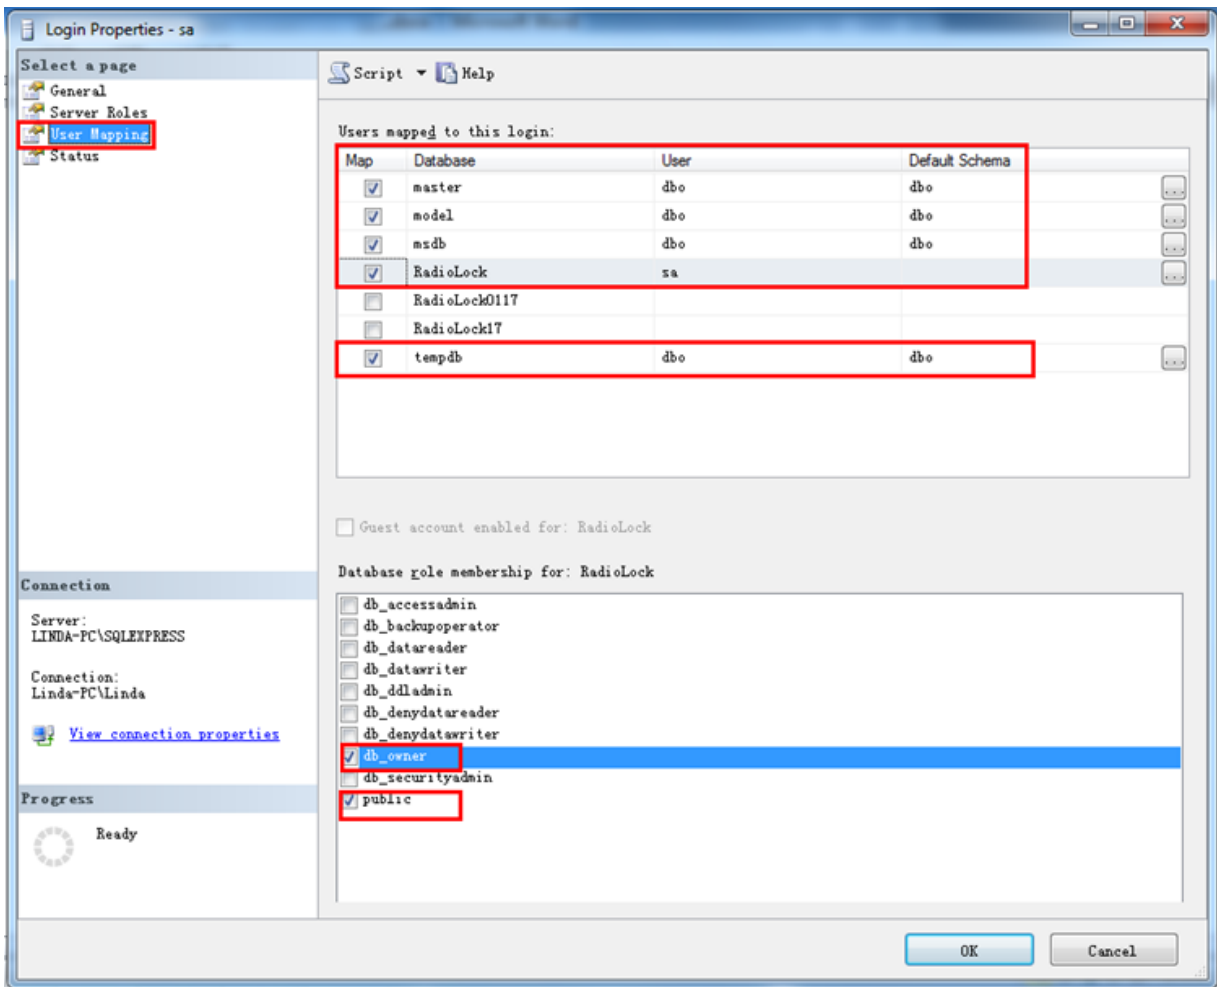 Login Properties - sa
Select a page
General
Server Roles
User Mapping
Status
Script Help
Users mapped to this login:
Map Database User Default Schema
master dbo dbo
...
model dbo dbo
...
msdb dbo dbo
...
RadioLock sa
...
RadioLock0117
RadioLock17
tempdb dbo dbo
...
Guest account enabled for: RadioLock
Database role membership for: RadioLock
db_accessadmin
db_backupoperator
db_datareader
db_datawriter
db_ddladmin
db_denydatareader
db_denydatawriter
db_owner
db_securityadmin
public
Connection
Server:
LINDA-PC\SQLEXPRESS
Connection:
Linda-PC\Linda
View connection properties
Progress
Ready
OK Cancel